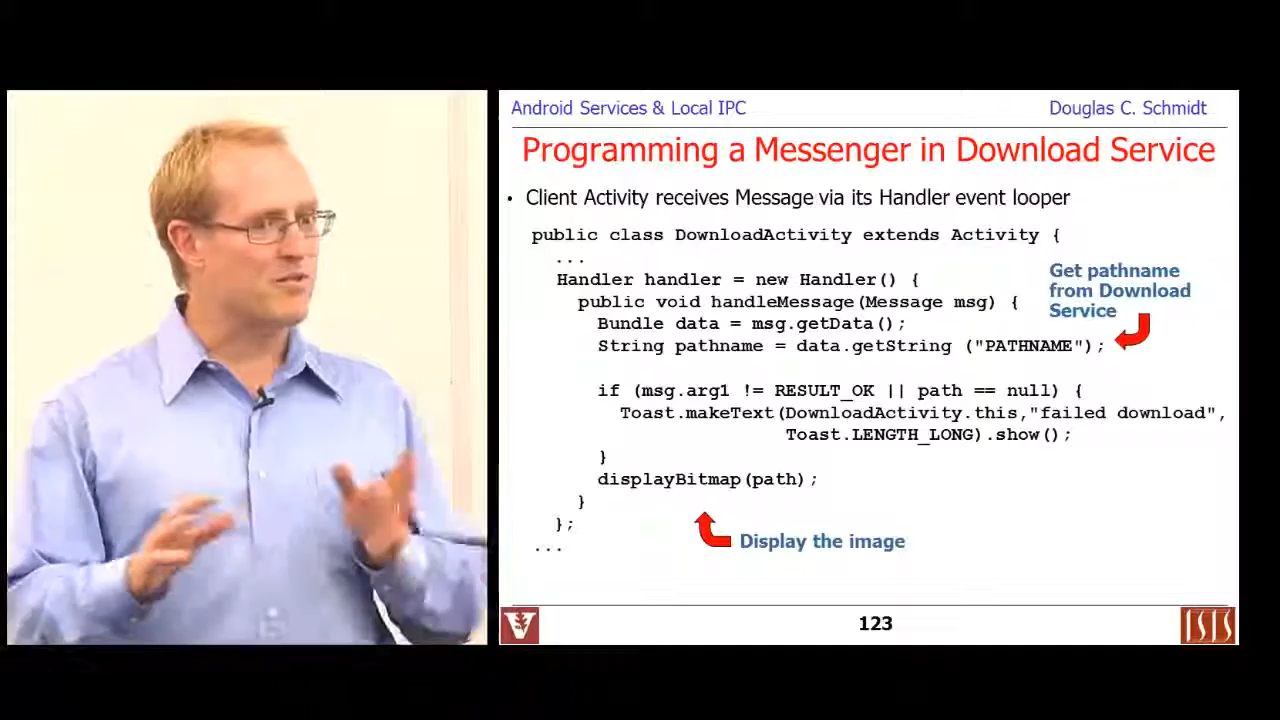 Android Services & Local IPC
Douglas C. Schmidt
Programming a Messenger in Download Service
• Client Activity receives Message via its Handler event looper
public class DownloadActivity extends Activity {
...
Handler handler = new Handler() {
public void handleMessage(Message msg) {
Bundle data = msg.getData();
String pathname = data.getString ("PATHNAME");
Get pathname
from Download
Service
if (msg.arg1 != RESULT_OK || path == null) {
Toast.makeText(DownloadActivity.this,"failed download",
Toast.LENGTH_LONG).show();
}
displayBitmap(path);
}
};
...
Display the image
V
123
ISIS